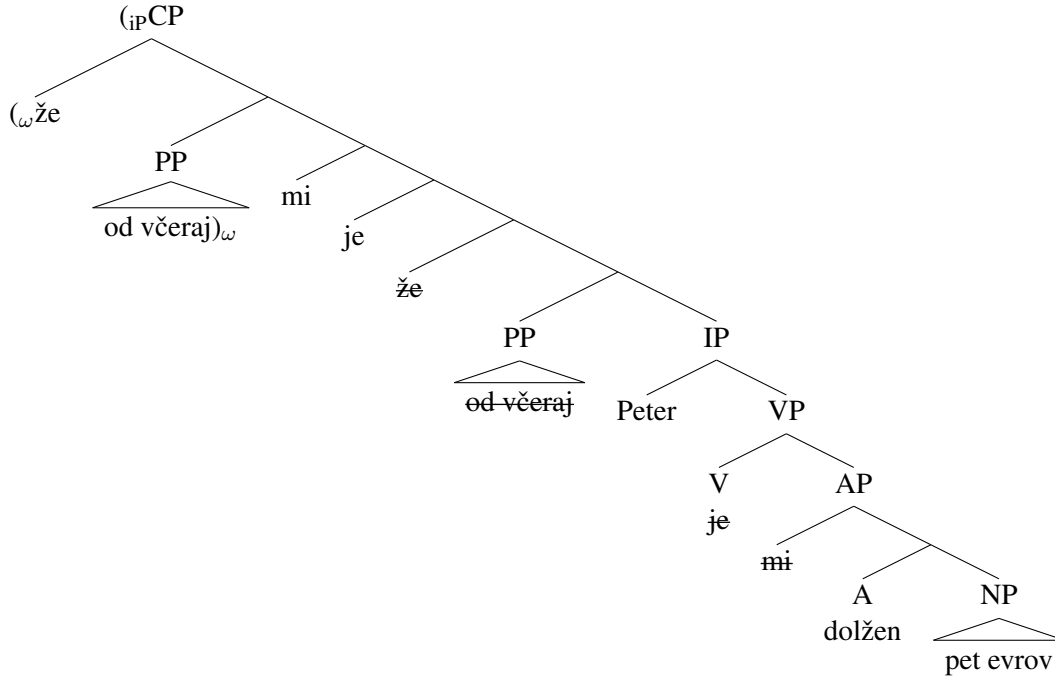 (iPCP
(ωže
PP
mi
od včeraj)ω
je
že
PP
IP
od včeraj
Peter
VP
V
AP
je
mi
A
NP
dolžen
pet evrov